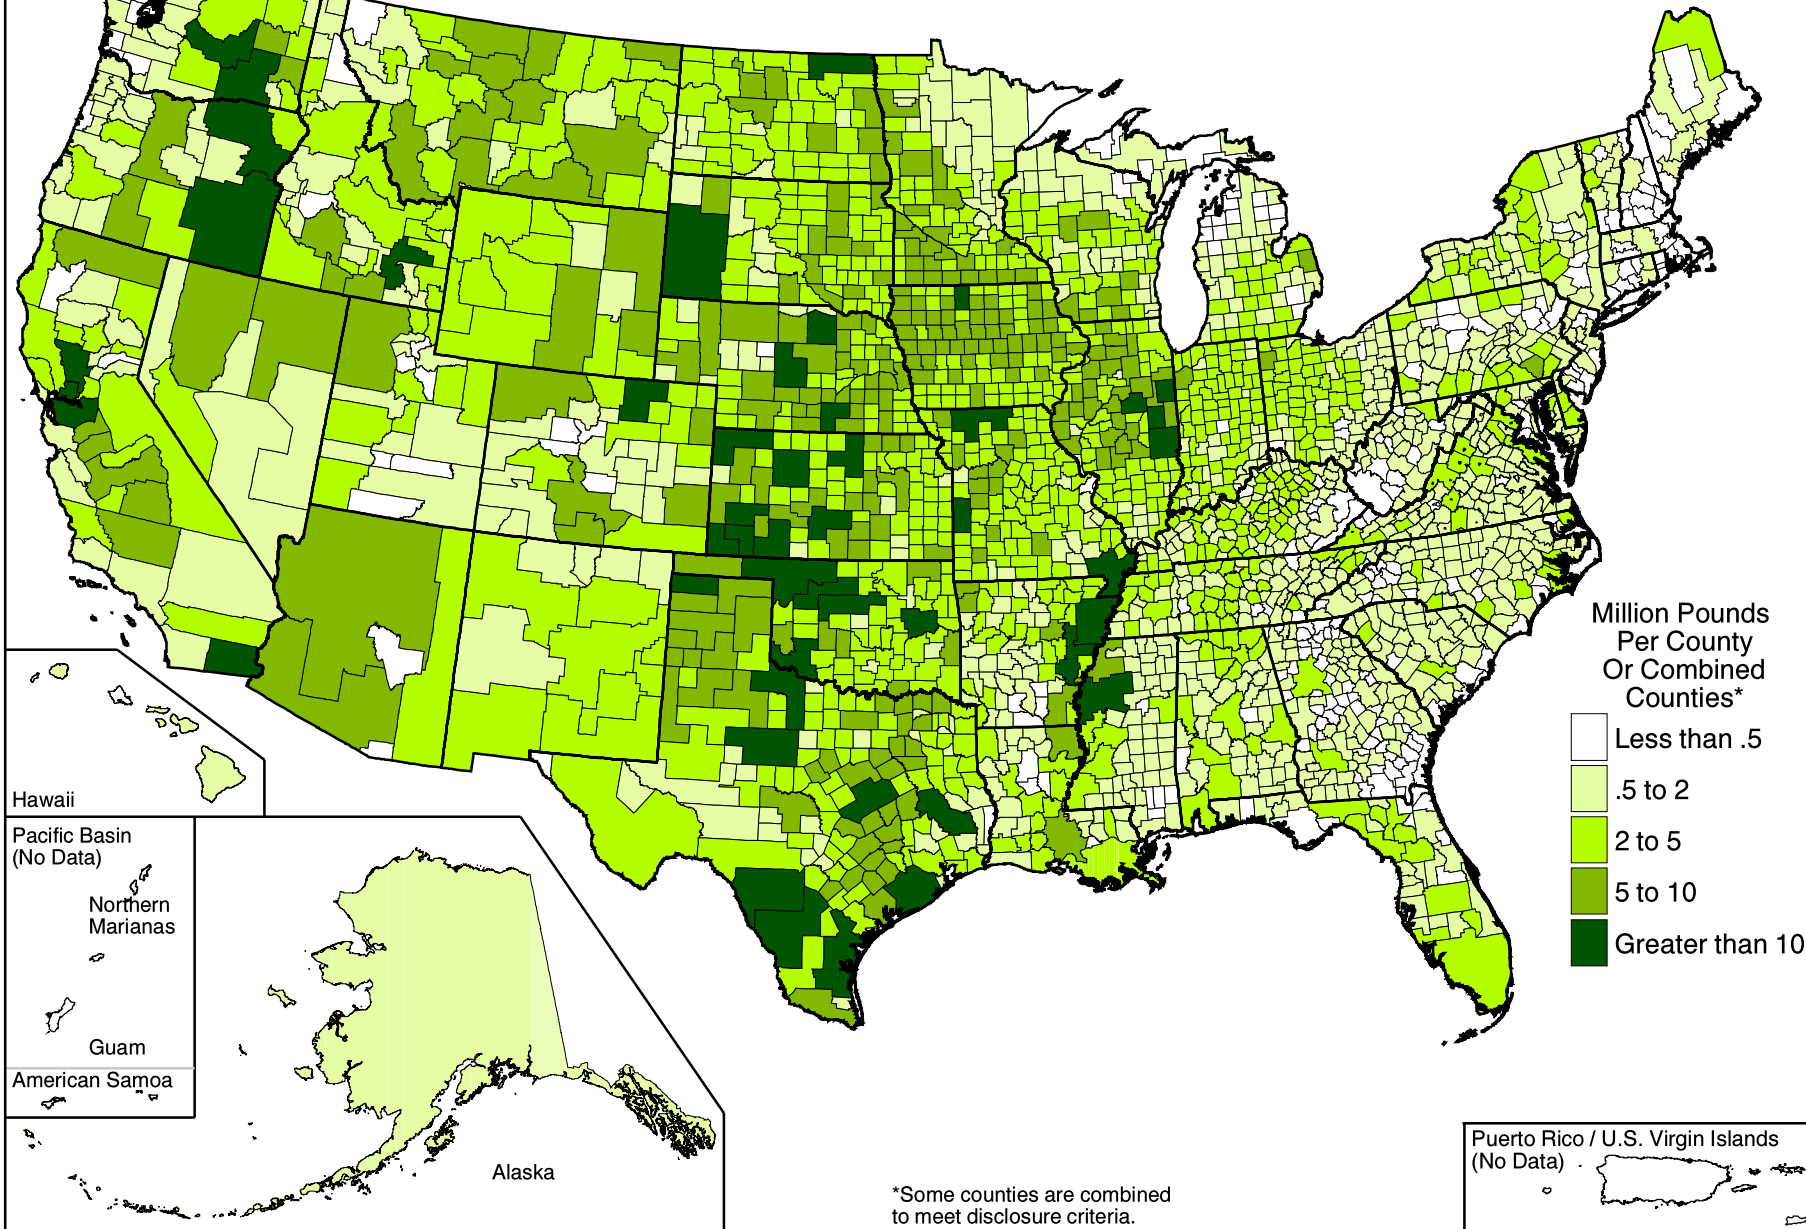 Million Pounds
Per County
Or Combined
Counties*
Less than .5
.5 to 2
2 to 5
5 to 10
Greater than 10
Hawaii
Pacific Basin
(No Data)
Northern
Marianas
Guam
American Samoa
Alaska
*Some counties are combined
to meet disclosure criteria.
Puerto Rico / U.S. Virgin Islands
(No Data)